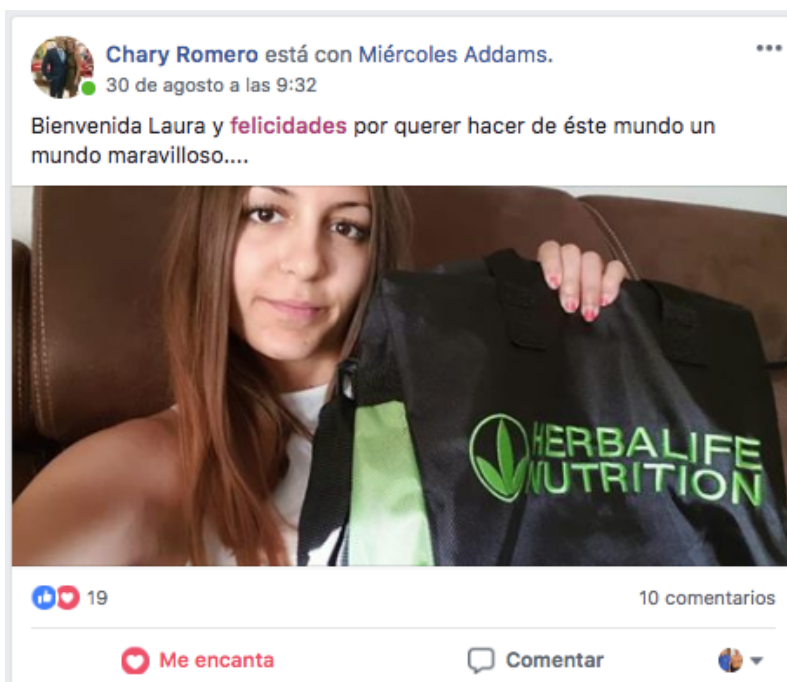 Chary Romero está con Miércoles Addams.
30 de agosto a las 9:32
Bienvenida Laura y felicidades por querer hacer de éste mundo un
mundo maravilloso....
HERBALIFE
NUTRITION
19
10 comentarios
Me encanta
Comentar